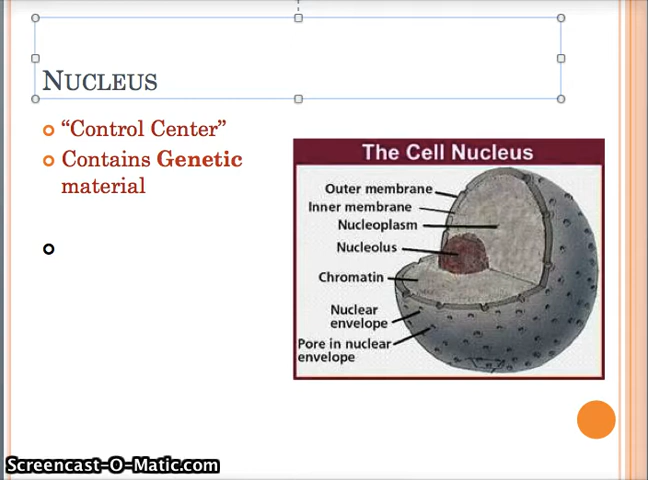 NUCLEUS
“Control Center”
Contains Genetic
material
The Cell Nucleus
Outer membrane
Inner membrane
Nucleoplasm
Nucleolus
Chromatin
Nuclear
envelope
Pore in nuclear
envelope
Screencast-O-Matic.com